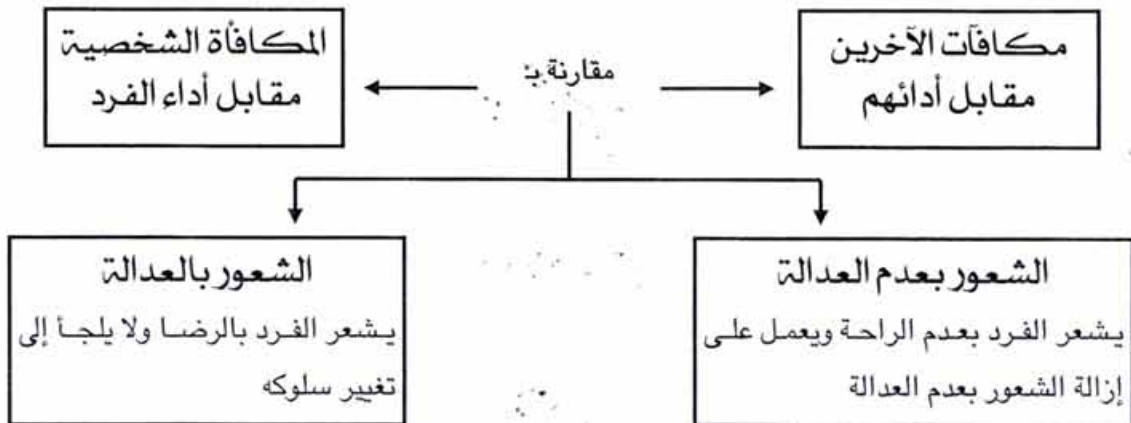 مكافآت الآخرين
مقابل أدائهم
مقارنة بـ:
المكافأة الشخصية
مقابل أداء الفرد
الشعور بعدم العدالة
يشعر الفرد بعدم الراحة ويعمل على
إزالة الشعور بعدم العدالة
الشعور بالعدالة
يشعر الفرد بالرضا ولا يلجأ إلى
تغيير سلوكه